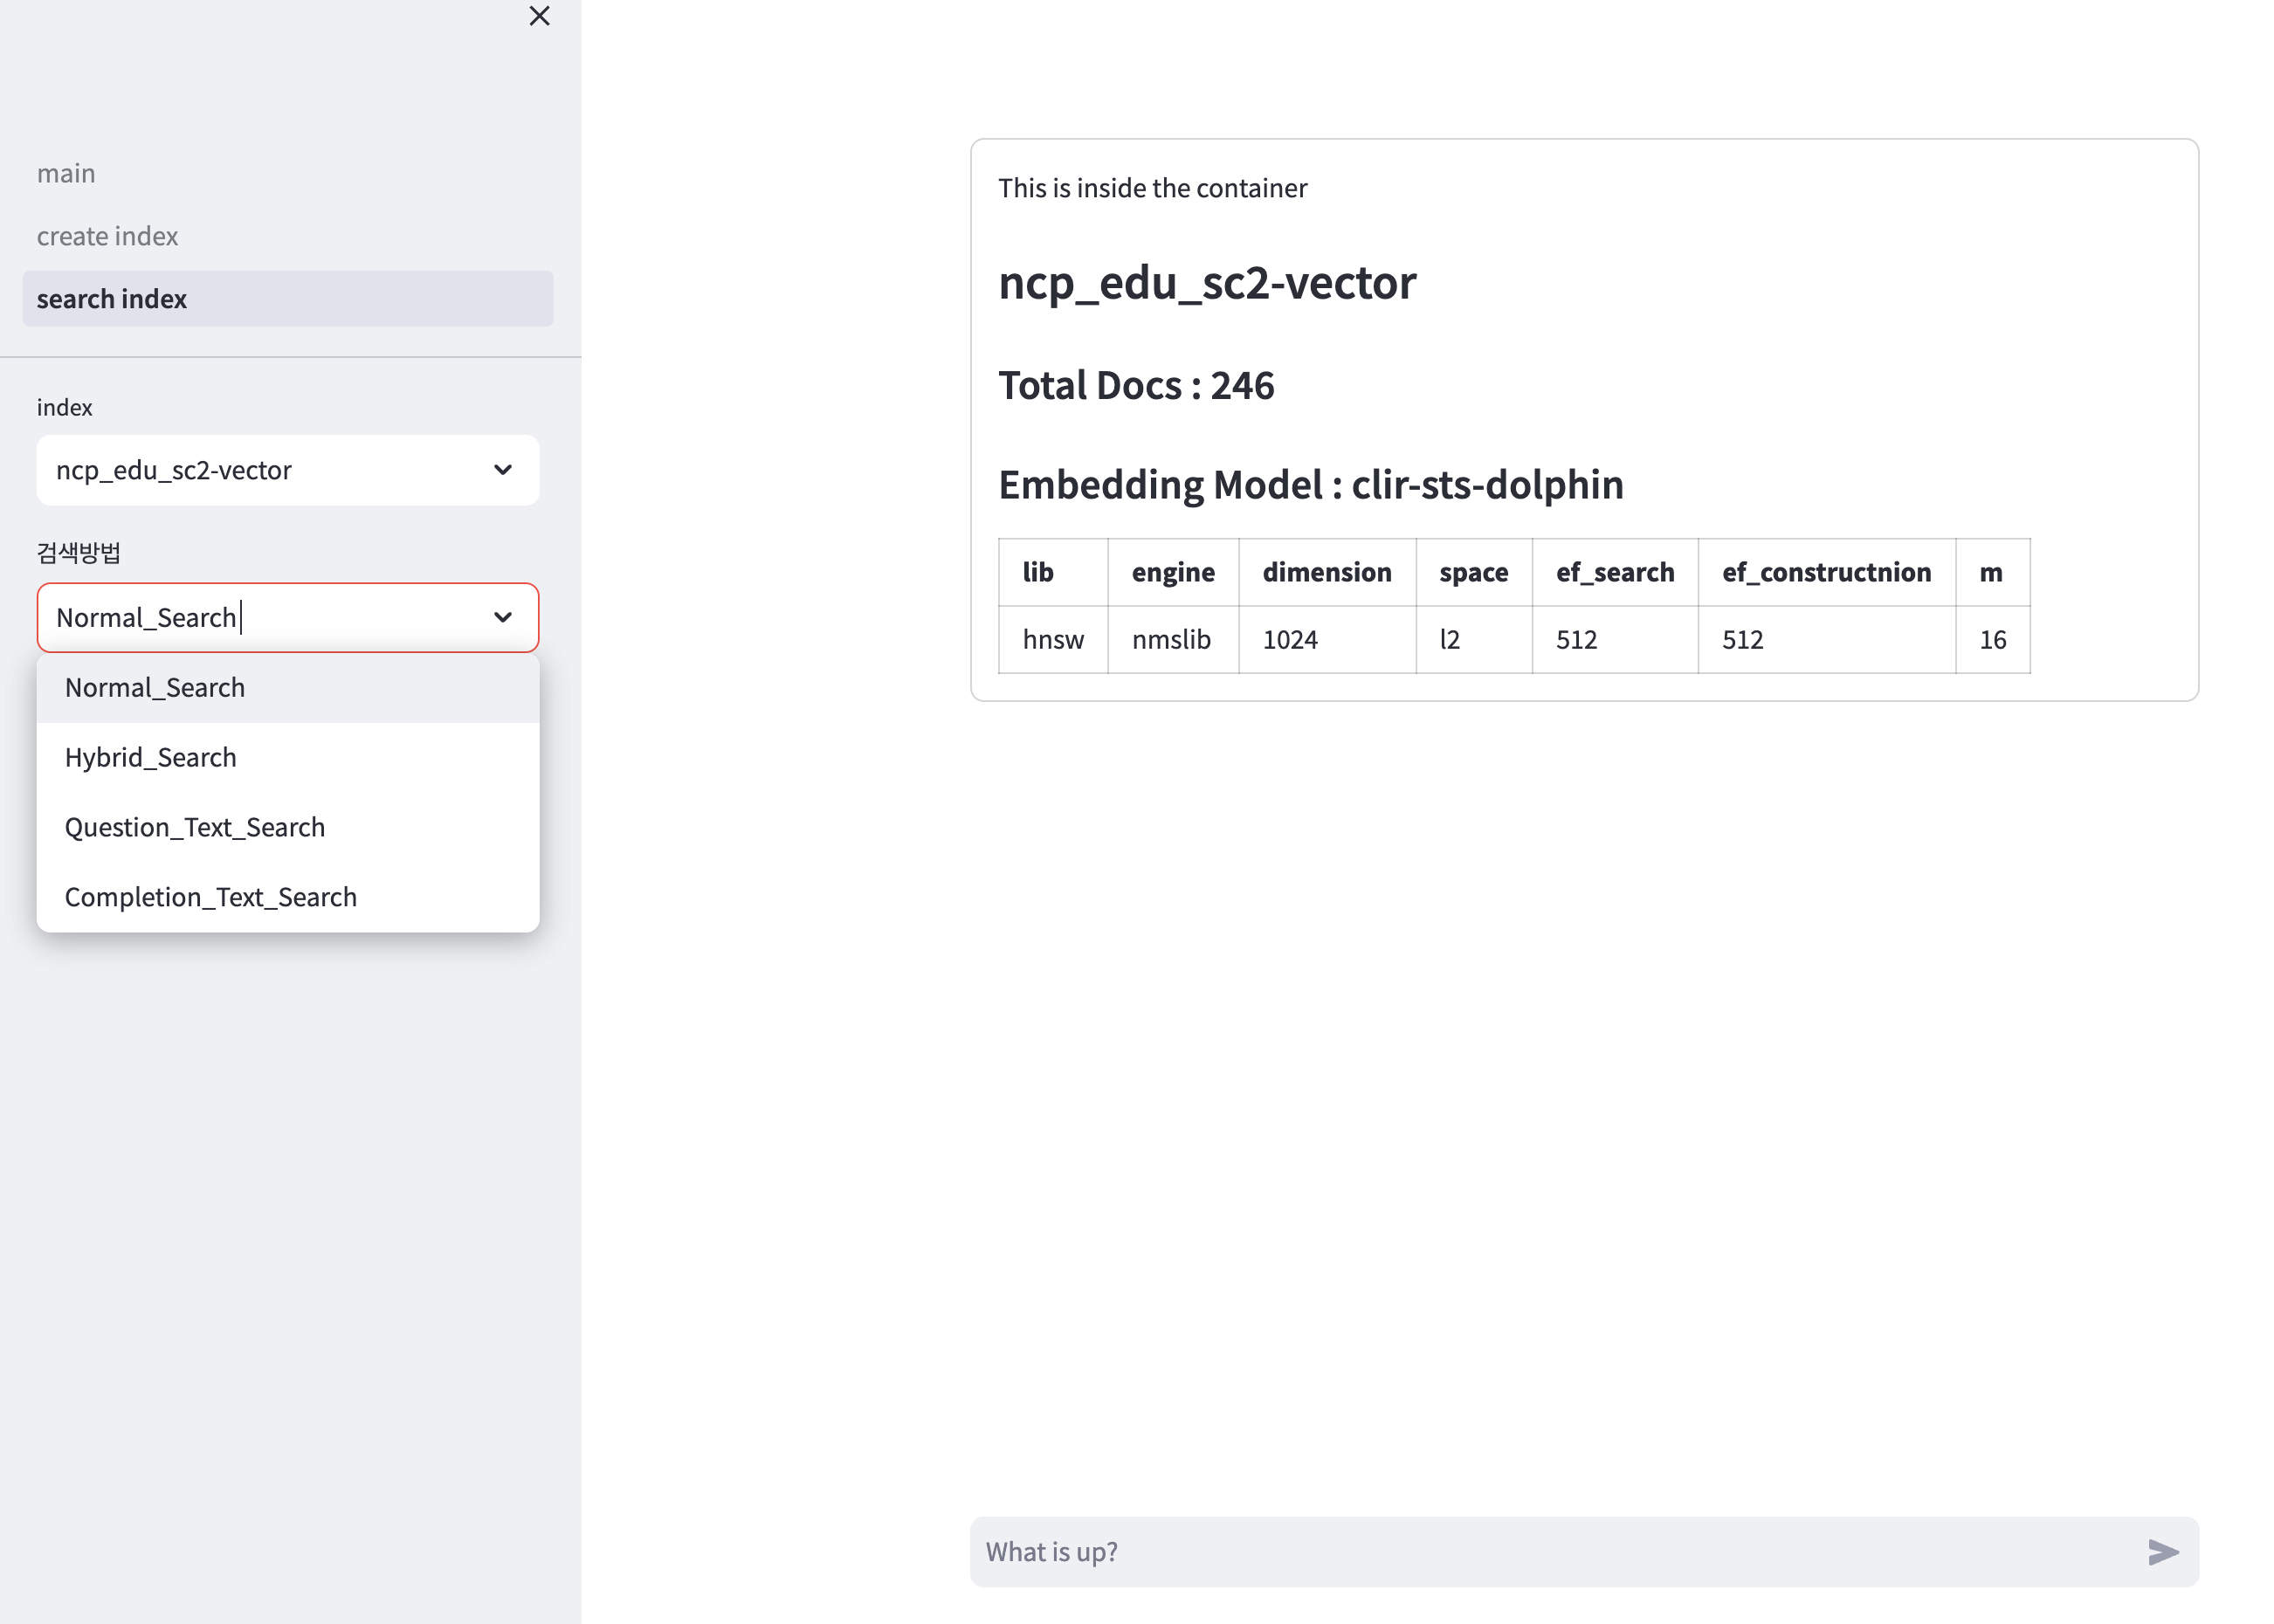 main
create index
search index
index
ncp_edu_sc2-vector
검색방법
Normal_Search
Normal_Search
Hybrid_Search
Question_Text_Search
Completion_Text_Search
This is inside the container
ncp_edu_sc2-vector
Total Docs : 246
Embedding Model : clir-sts-dolphin
lib engine dimension space ef_search ef_constructnion m
hnsw nmslib 1024 l2 512 512 16
What is up?